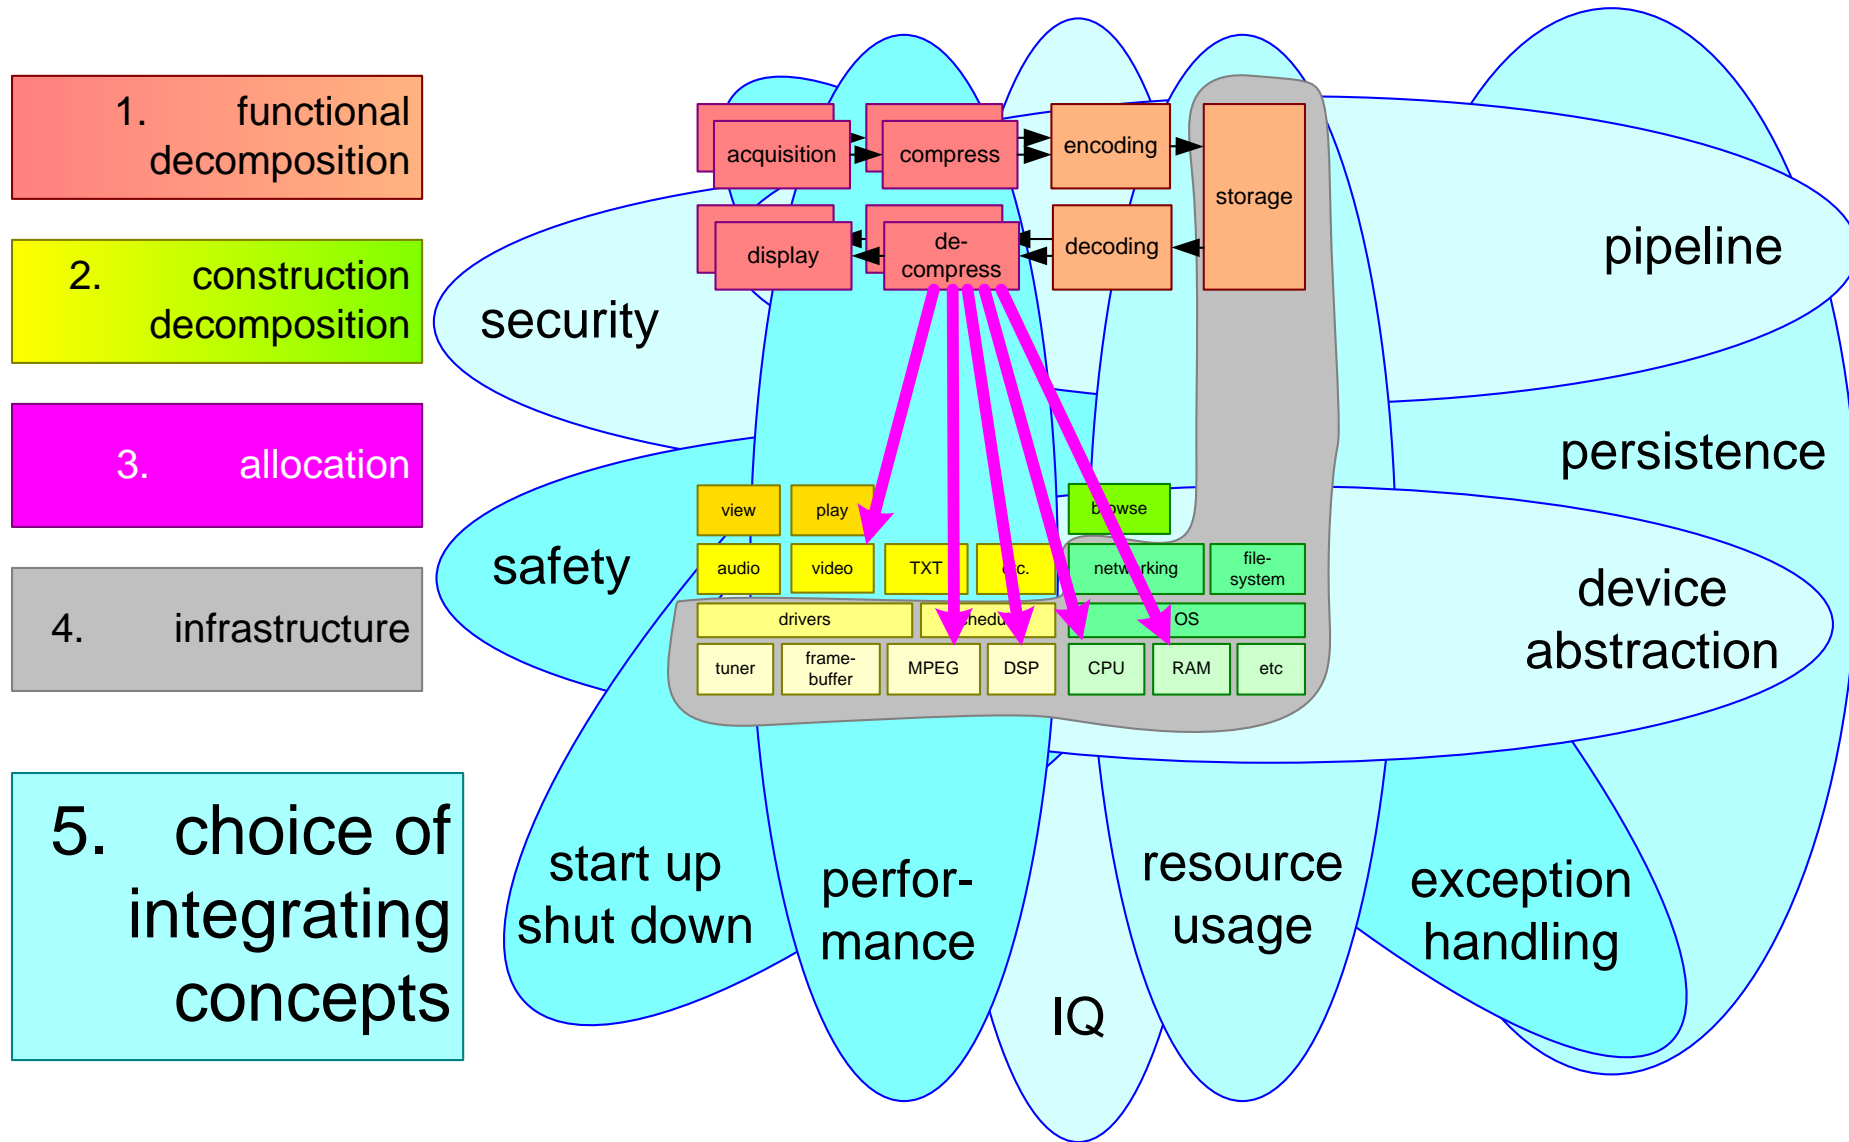 1. functional
decomposition
2. construction
decomposition
3. allocation
4. infrastructure
5. choice of
integrating
concepts
acquisition
compress
encoding
storage
display
de-
compress
decoding
pipeline
security
persistence
view
play
browse
safety
audio
video
TXT
etc.
networking
file-
system
device
abstraction
drivers
OS
tuner
frame-
buffer
MPEG
DSP
CPU
RAM
etc
start up
shut down
perfor-
mance
resource
usage
exception
handling
IQ